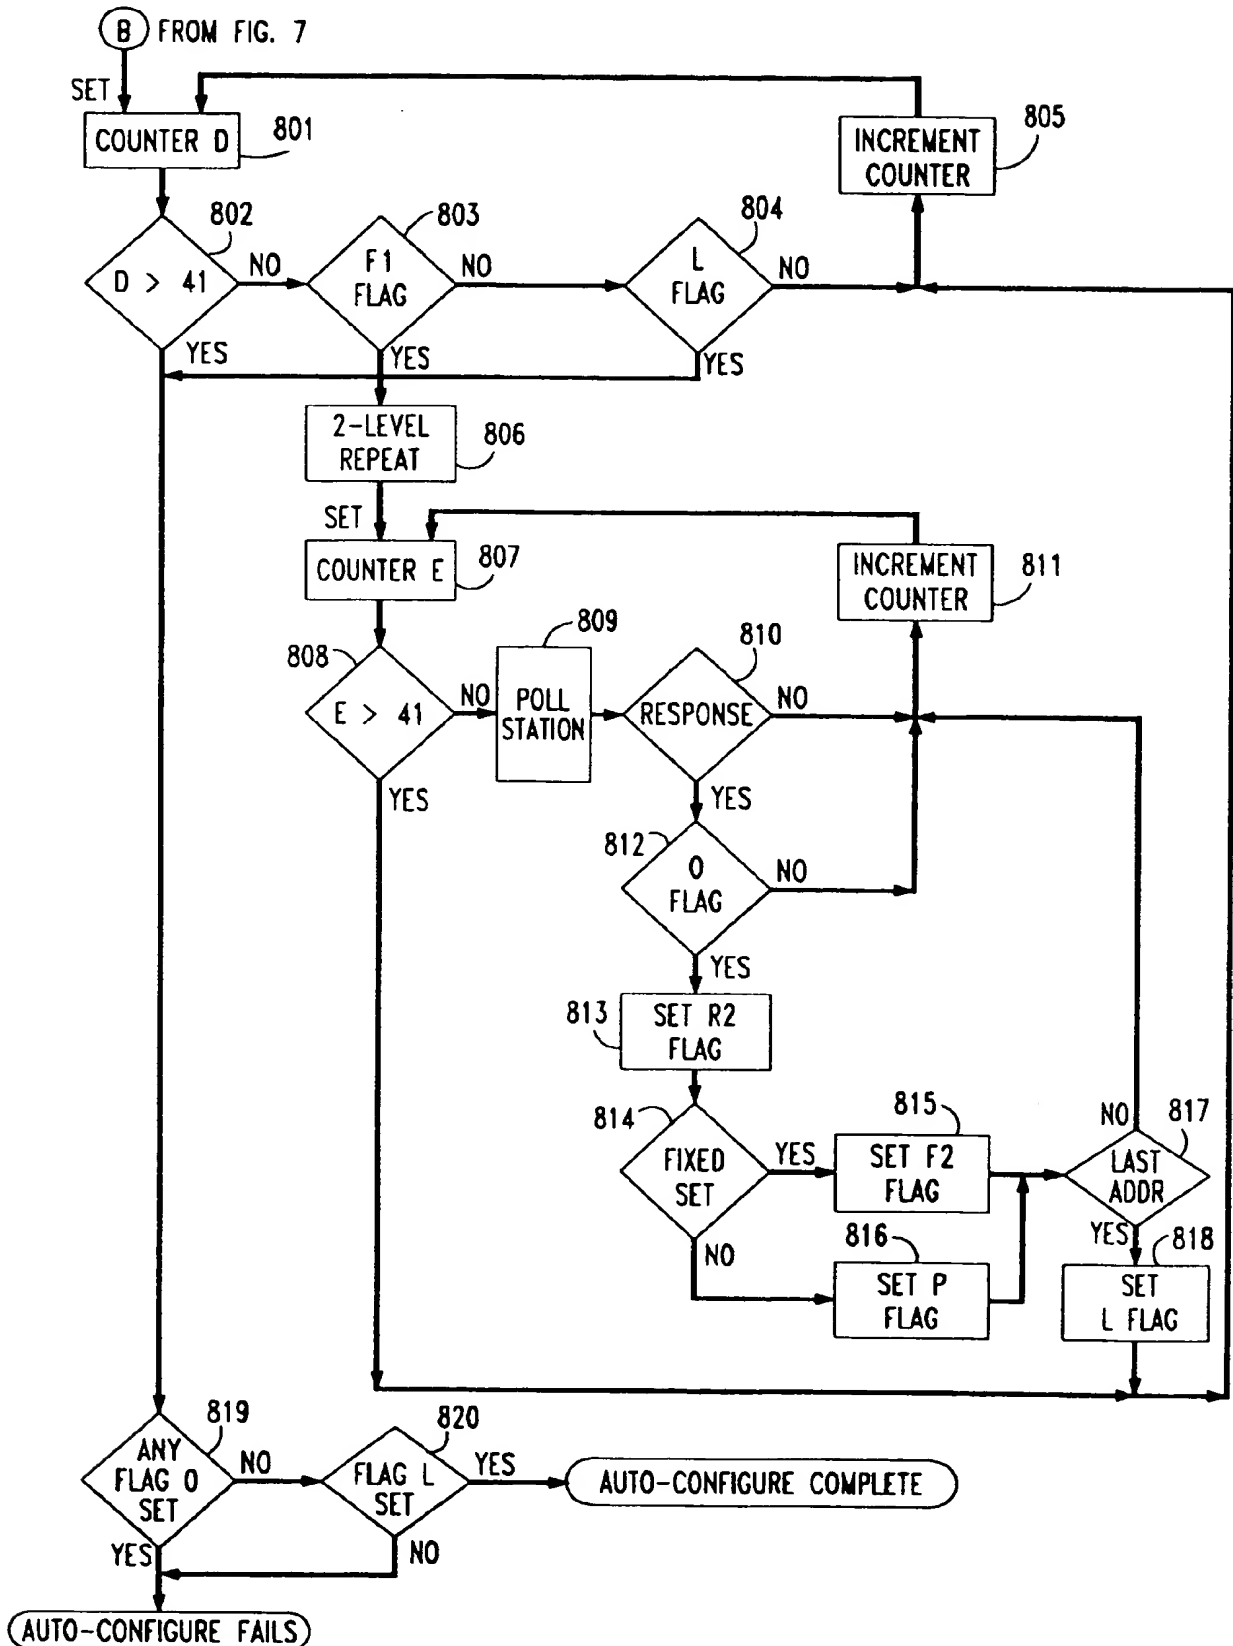 B FROM FIG. 7
SET
COUNTER D
801
INCREMENT
COUNTER
805
802
D > 41
NO
YES
803
F1
FLAG
NO
YES
804
L
FLAG
NO
YES
2-LEVEL
REPEAT
806
SET
COUNTER E
807
INCREMENT
COUNTER
811
808
E > 41
NO
YES
809
POLL
STATION
810
RESPONSE
NO
YES
812
O
FLAG
NO
YES
813
SET R2
FLAG
814
FIXED
SET
YES
NO
815
SET F2
FLAG
816
SET P
FLAG
NO
817
LAST
ADDR
YES
818
SET
L FLAG
819
ANY
FLAG O
SET
NO
YES
820
FLAG L
SET
YES
NO
AUTO-CONFIGURE COMPLETE
AUTO-CONFIGURE FAILS